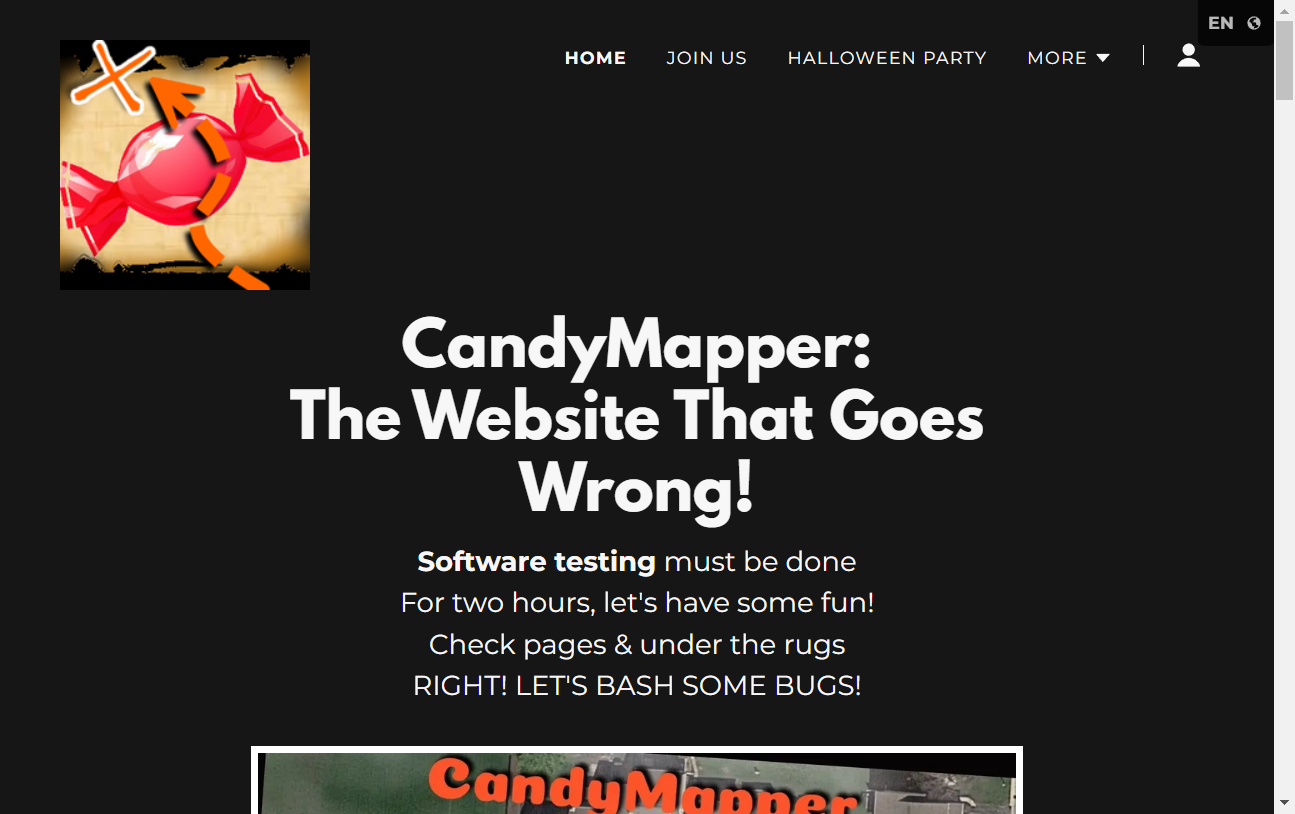 EN
HOME JOIN US HALLOWEEN PARTY MORE
CandyMapper:
The Website That Goes
Wrong!
Software testing must be done
For two hours, let's have some fun!
Check pages & under the rugs
RIGHT! LET'S BASH SOME BUGS!
CandyMapper